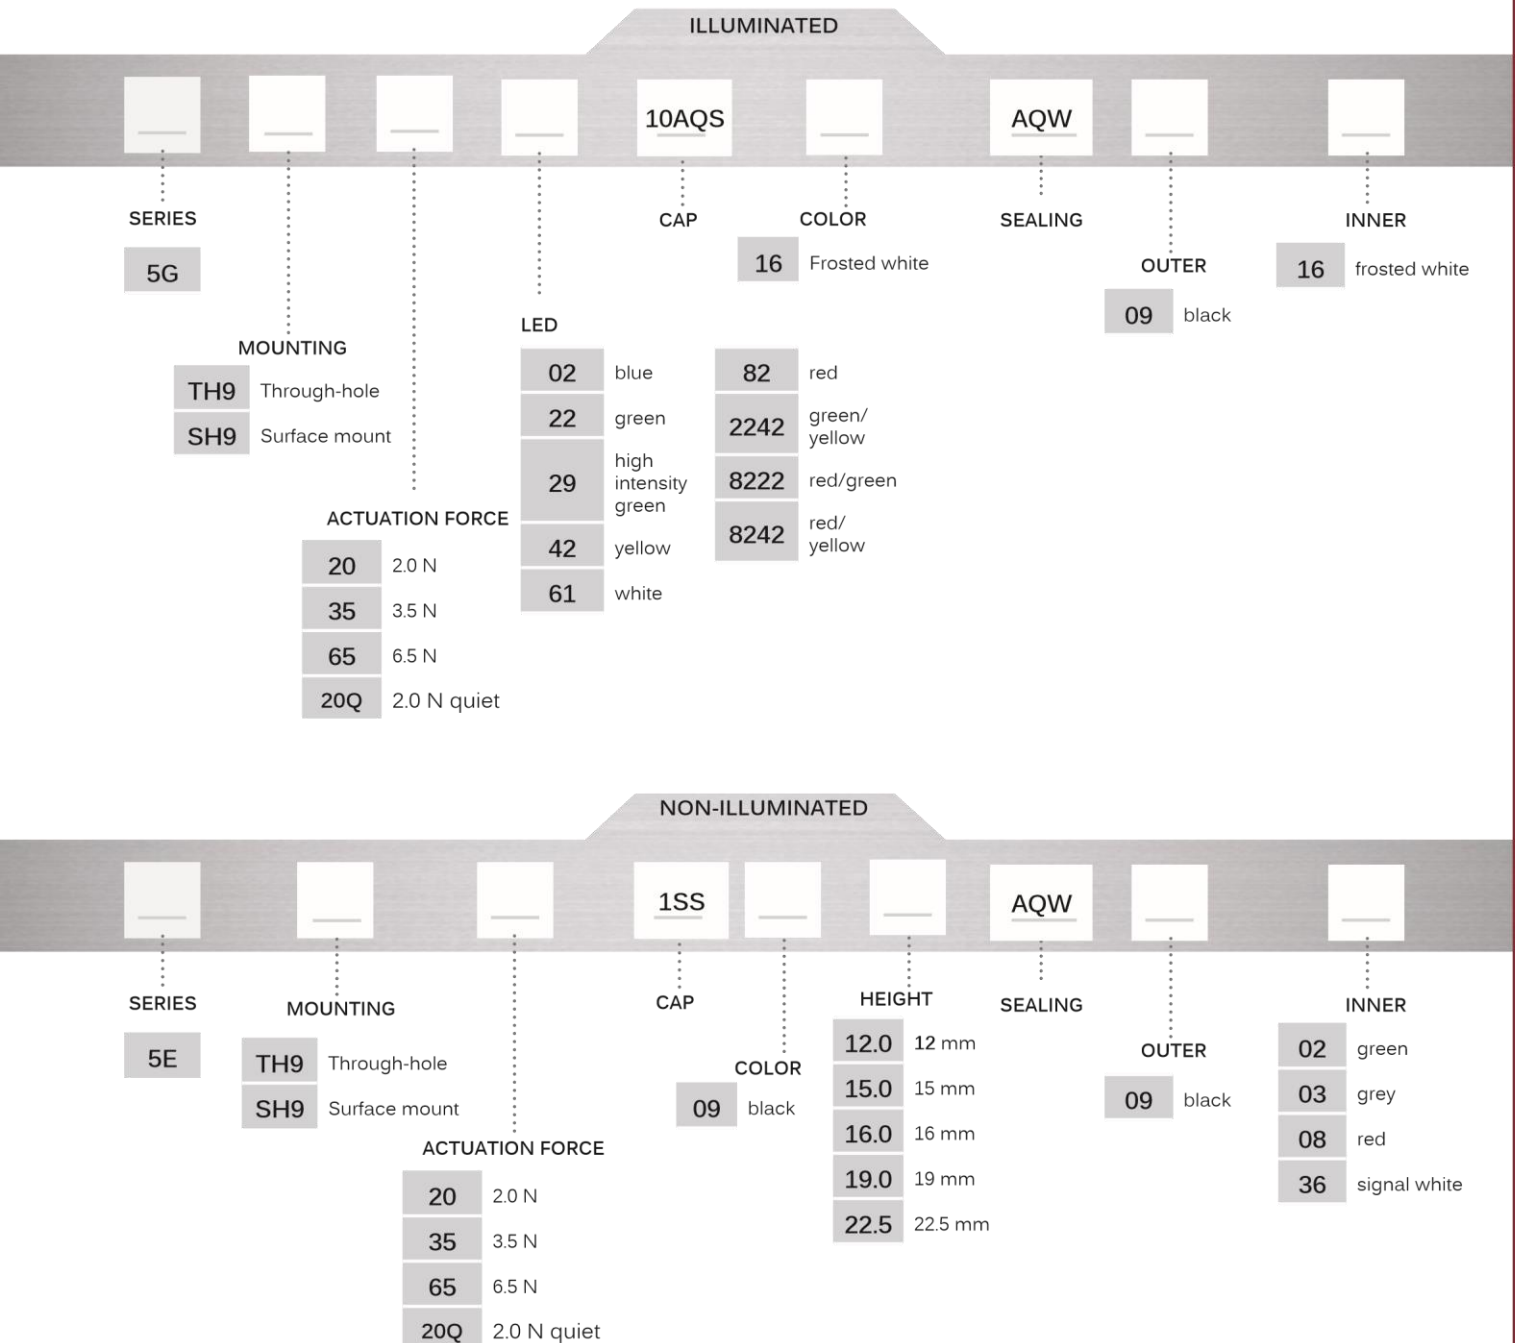 ILLUMINATED
10AQS
AQW
SERIES
CAP
COLOR
SEALING
INNER
5G
16 Frosted white
OUTER
16 frosted white
09 black
LED
MOUNTING
TH9 Through-hole
SH9 Surface mount
02 blue
22 green
29 high
intensity
green
42 yellow
61 white
82 red
2242 green/
yellow
8222 red/green
8242 red/
yellow
ACTUATION FORCE
20 2.0 N
35 3.5 N
65 6.5 N
20Q 2.0 N quiet
NON-ILLUMINATED
1SS
AQW
SERIES
MOUNTING
CAP
HEIGHT
SEALING
INNER
5E
TH9 Through-hole
SH9 Surface mount
COLOR
09 black
12.0 12 mm
15.0 15 mm
16.0 16 mm
19.0 19 mm
22.5 22.5 mm
OUTER
09 black
02 green
03 grey
08 red
36 signal white
ACTUATION FORCE
20 2.0 N
35 3.5 N
65 6.5 N
20Q 2.0 N quiet